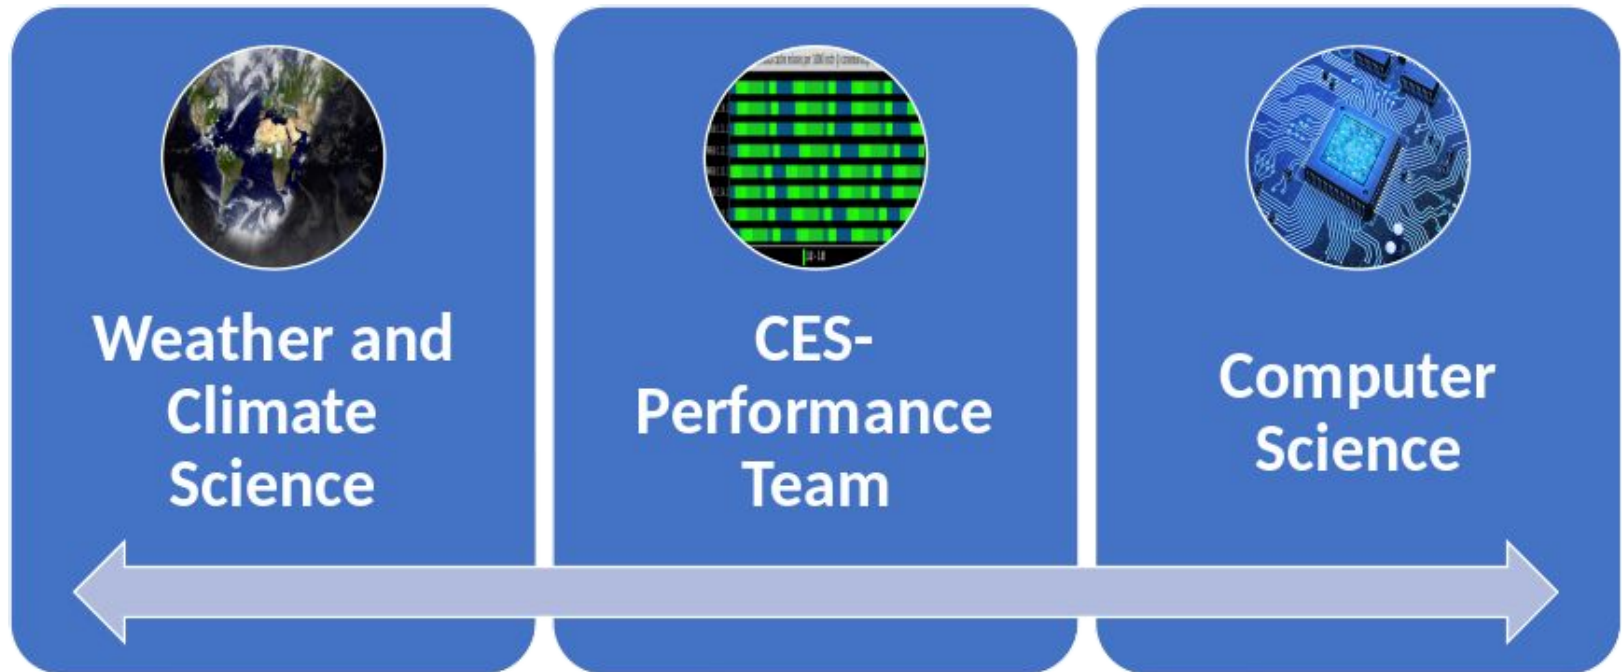 Weather and
Climate
Science
CES-
Performance
Team
Computer
Science